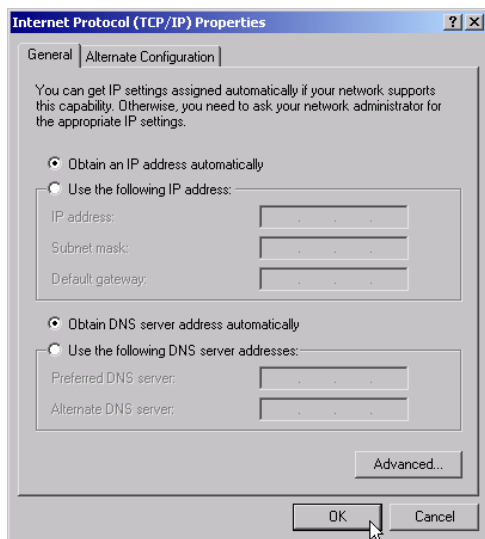 Internet Protocol (TCP/IP) Properties
General
Alternate Configuration
You can get IP settings assigned automatically if your network supports
this capability. Otherwise, you need to ask your network administrator for
the appropriate IP settings.
Obtain an IP address automatically
Use the following IP address:
IP address:
Subnet mask:
Default gateway:
Obtain DNS server address automatically
Use the following DNS server addresses:
Preferred DNS server:
Alternate DNS server:
Advanced...
OK
Cancel